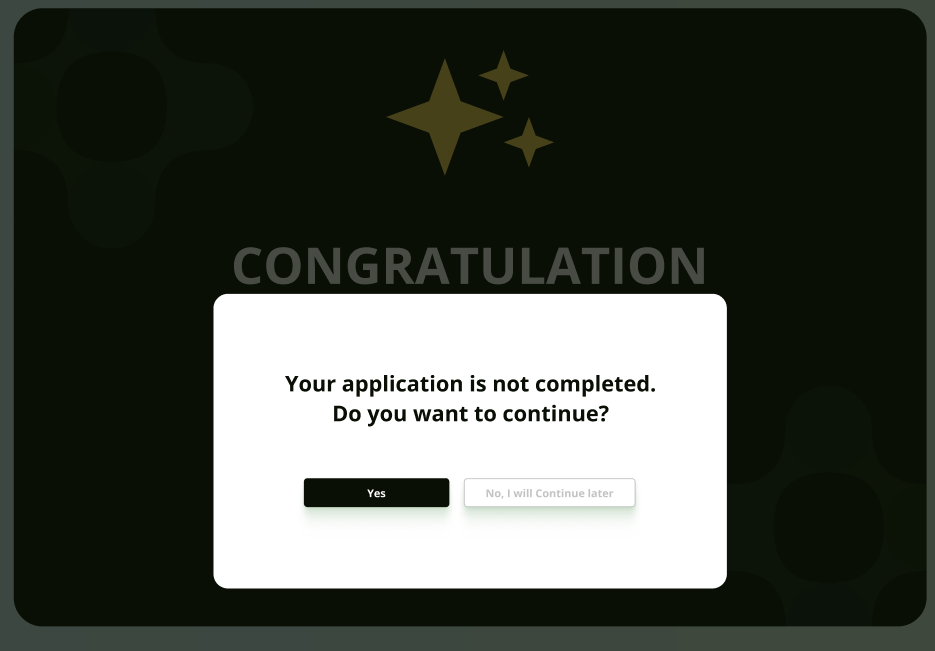 CONGRATULATION
Your application is not completed.
Do you want to continue?
Yes
No, I will Continue later